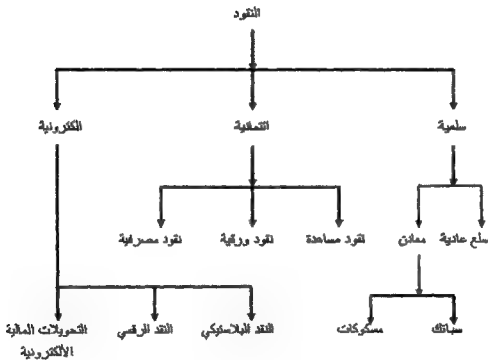 النقود
سلعية
ائتمانية
الكترونية
سلع عادية
معادن
نقود مساعدة
نقود ورقية
نقود مصرفية
سبائك
مسكوكات
النقد البلاستيكي
النقد الرقمي
التحويلات المالية
الألكترونية